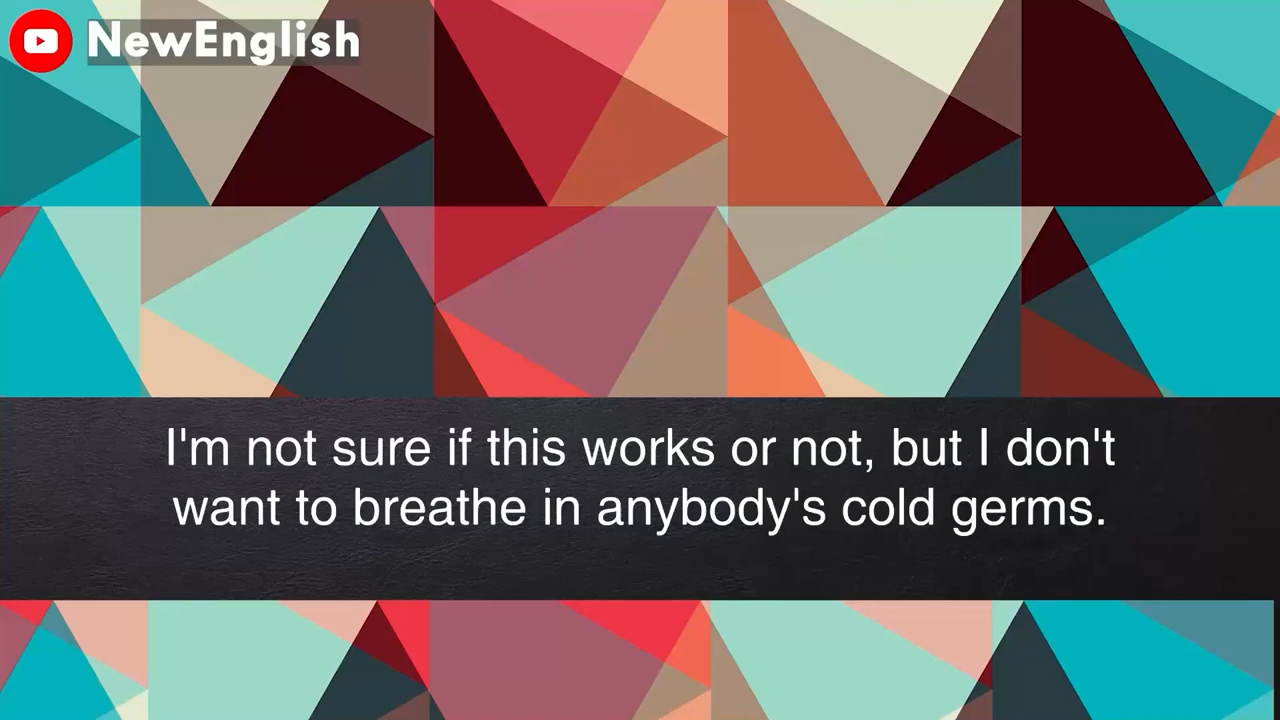 NewEnglish
I'm not sure if this works or not, but I don't
want to breathe in anybody's cold germs.